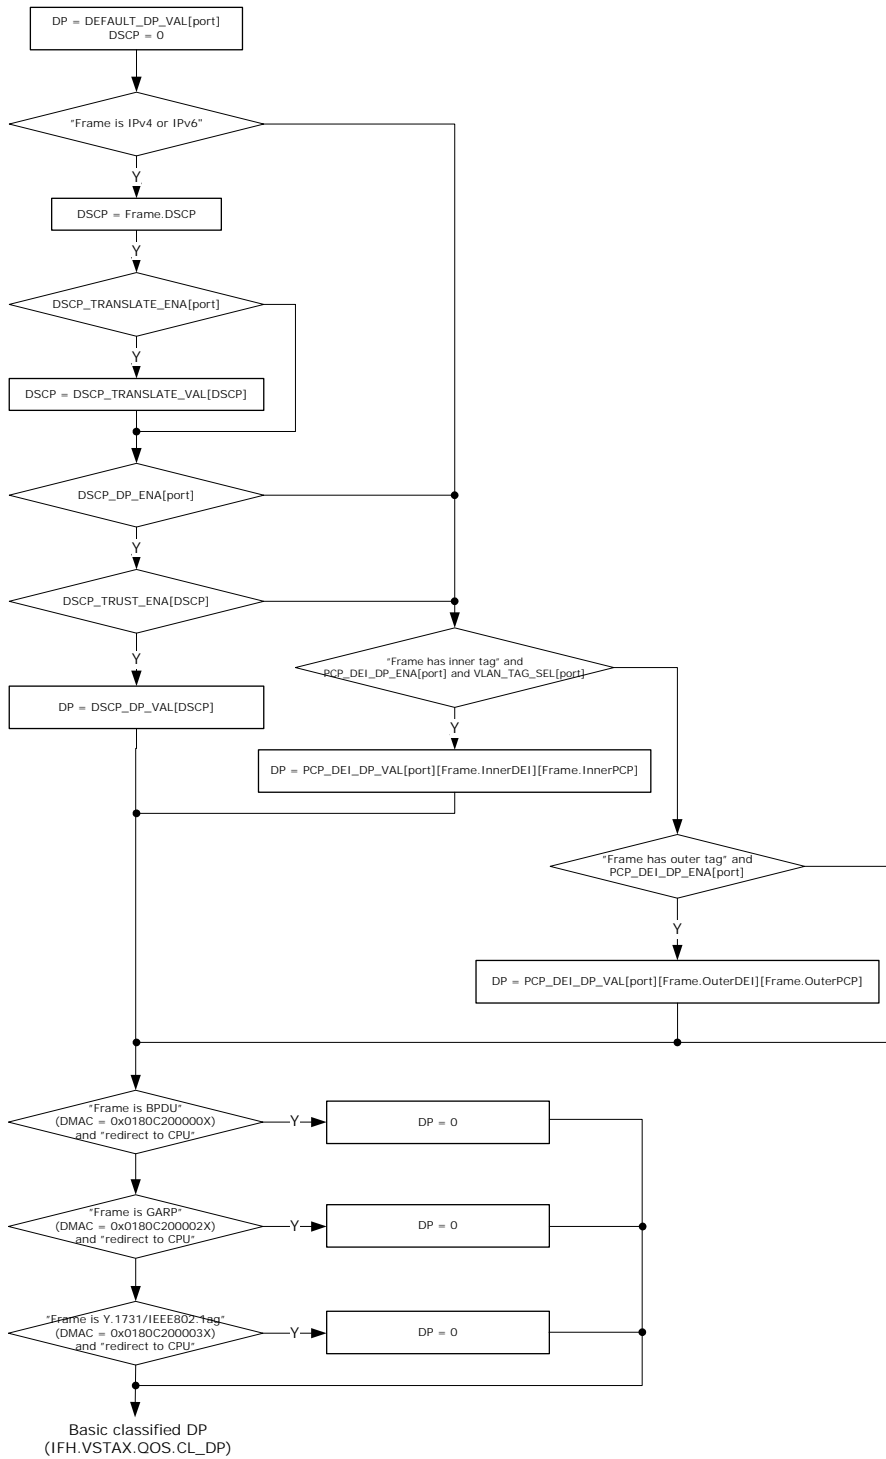 DP = DEFAULT_DP_VAL[port]
DSCP = 0
"Frame is IPv4 or IPv6"
Y
DSCP = Frame.DSCP
Y
DSCP_TRANSLATE_ENA[port]
Y
DSCP = DSCP_TRANSLATE_VAL[DSCP]
DSCP_DP_ENA[port]
Y
DSCP_TRUST_ENA[DSCP]
Y
"Frame has inner tag" and
PCP_DEI_DP_ENA[port] and VLAN_TAG_SEL[port]
DP = DSCP_DP_VAL[DSCP]
Y
DP = PCP_DEI_DP_VAL[port][Frame.InnerDEI][Frame.InnerPCP]
"Frame has outer tag" and
PCP_DEI_DP_ENA[port]
Y
DP = PCP_DEI_DP_VAL[port][Frame.OuterDEI][Frame.OuterPCP]
"Frame is BPDU"
(DMAC = 0x0180C200000X)
and "redirect to CPU"
Y
DP = 0
"Frame is GARP"
(DMAC = 0x0180C200002X)
and "redirect to CPU"
Y
DP = 0
"Frame is Y.1731/IEEE802.1ag"
(DMAC = 0x0180C200003X)
and "redirect to CPU"
Y
DP = 0
Basic classified DP
(IFH.VSTAX.QOS.CL_DP)